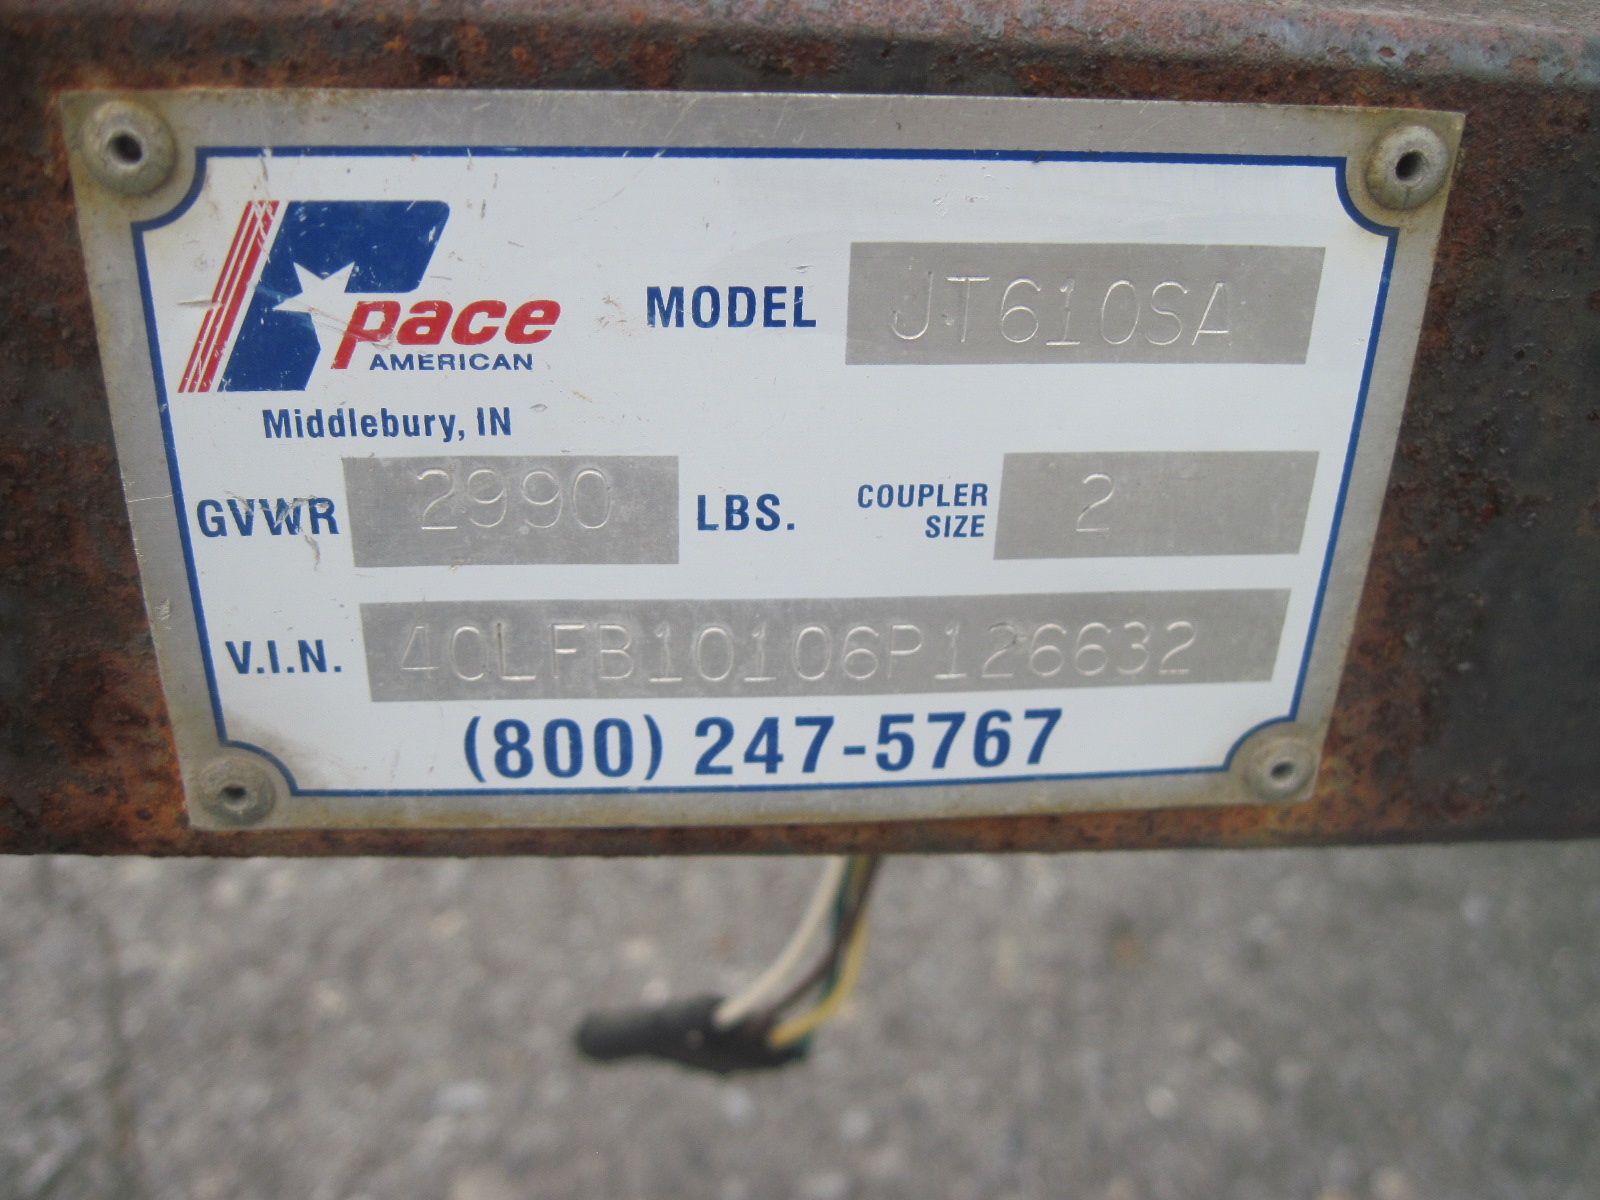 pace
AMERICAN
Middlebury, IN
MODEL JT610SA
GVWR 2990 LBS.
COUPLER
SIZE 2
V.I.N. 40LFB10106P126632
(800) 247-5767